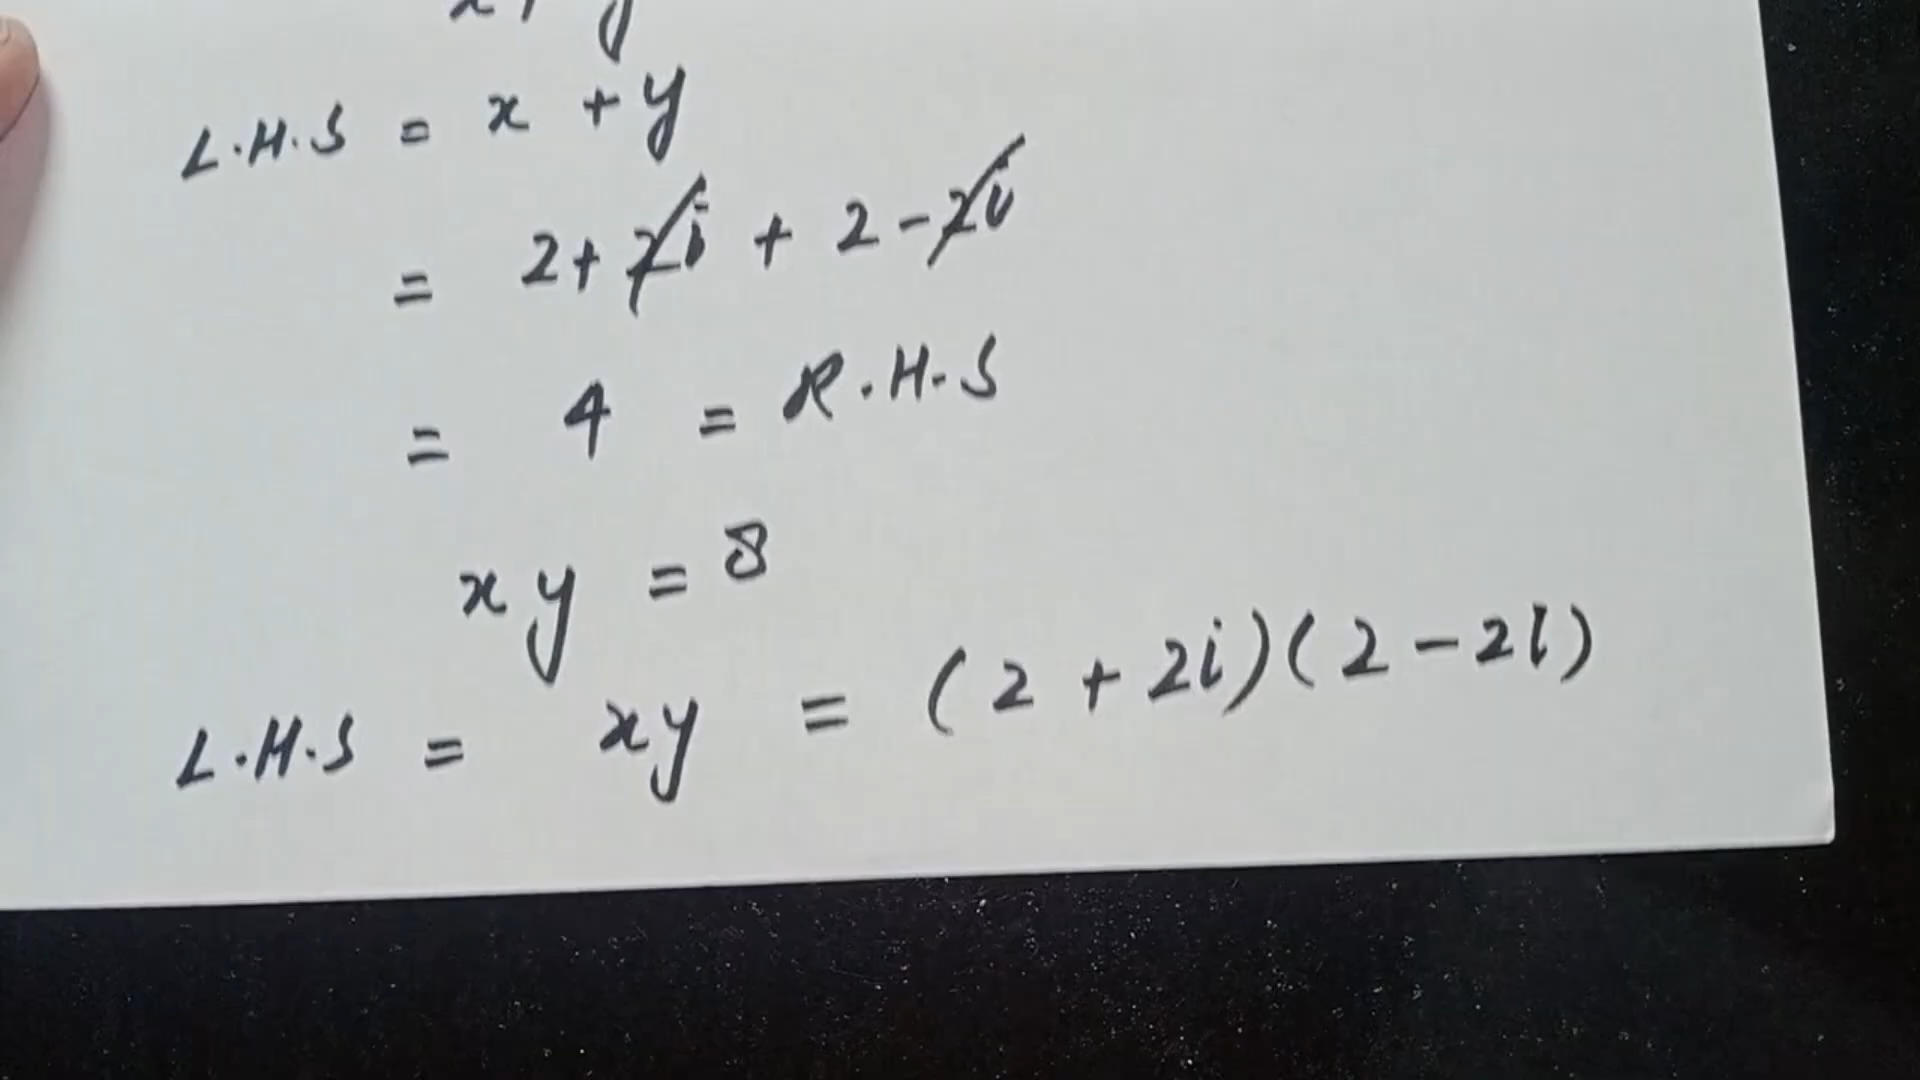 L.H.S = x + y
= 2 + 2i + 2 - 2i
= 4 = R.H.S
xy = 8
L.H.S = xy = (2 + 2i)(2 - 2i)